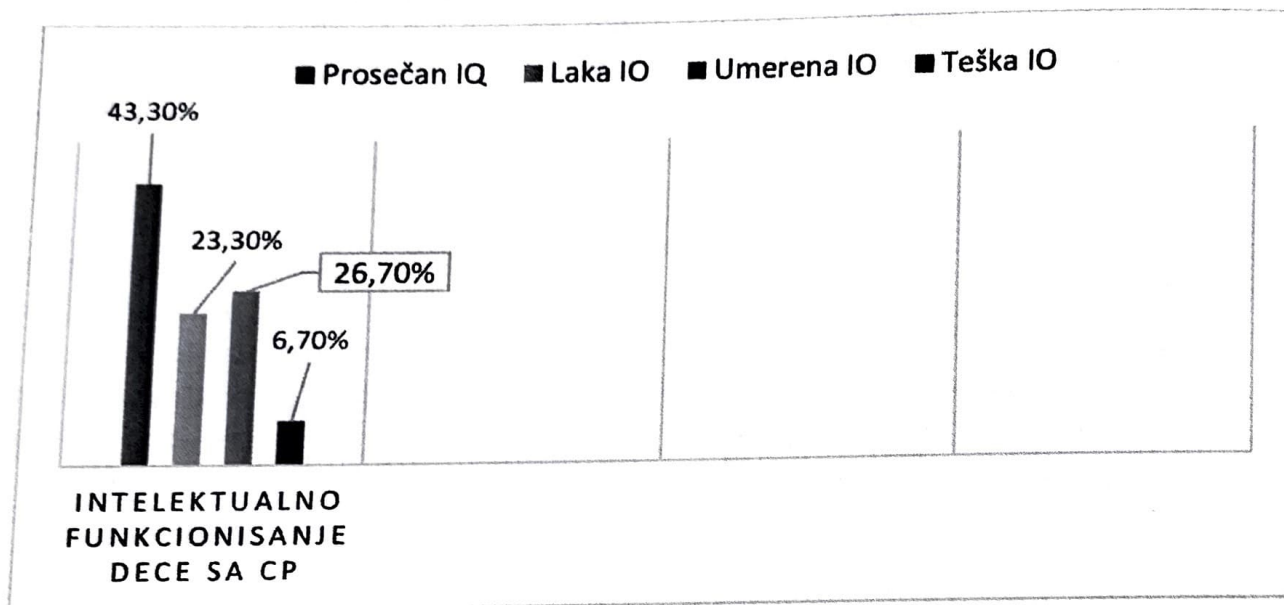 Prosečan IQ Laka IO Umerena IO Teška IO
43,30%
23,30%
26,70%
6,70%
INTELEKTUALNO
FUNKCIONISANJE
DECE SA CP